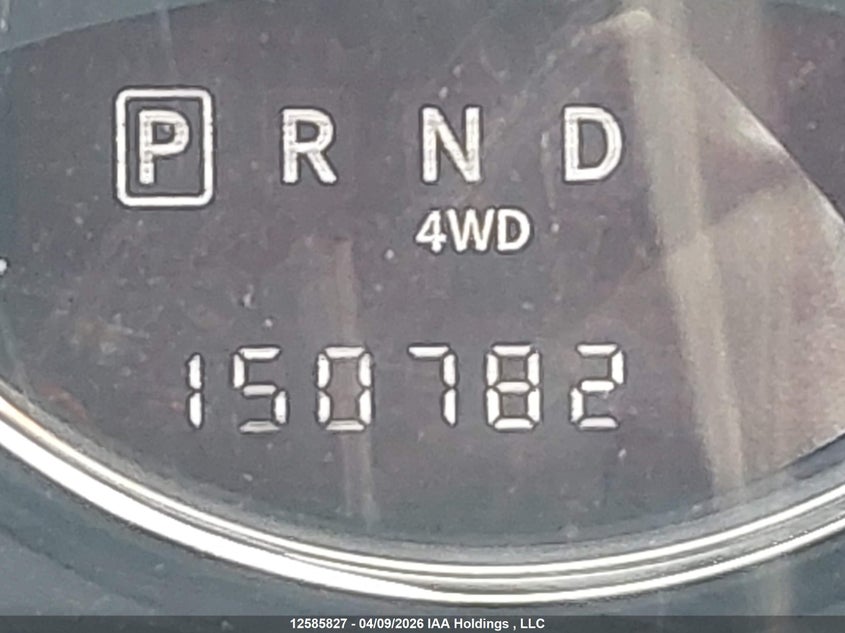 P R N D
4WD
150782
12585827 - 04/09/2026 IAA Holdings , LLC